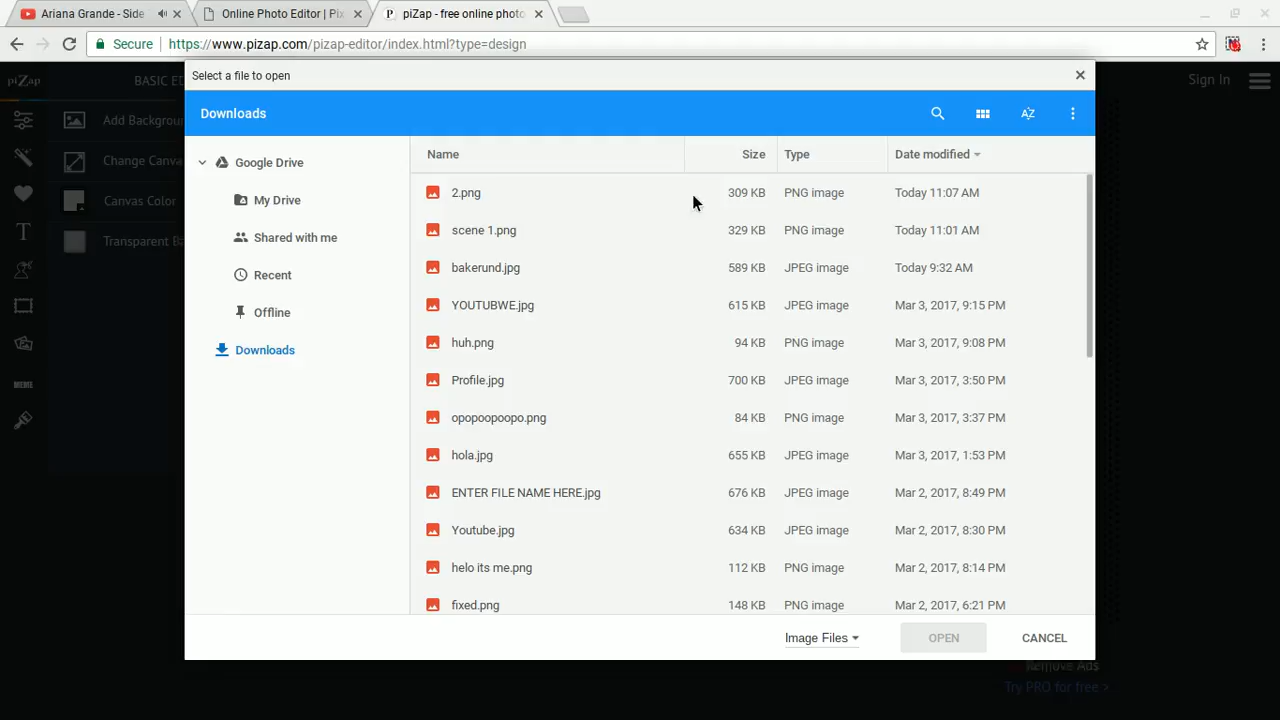 Ariana Grande - Side
Online Photo Editor | Pix
piZap - free online photo
Secure
https://www.pizap.com/pizap-editor/index.html?type=design
piZap
BASIC ED
Sign In
Select a file to open
Downloads
Add Backgrou
Change Canva
Canvas Color
Transparent Ba
MEME
Google Drive
My Drive
Shared with me
Recent
Offline
Downloads
Name Size Type Date modified
2.png 309 KB PNG image Today 11:07 AM
scene 1.png 329 KB PNG image Today 11:01 AM
bakerund.jpg 589 KB JPEG image Today 9:32 AM
YOUTUBWE.jpg 615 KB JPEG image Mar 3, 2017, 9:15 PM
huh.png 94 KB PNG image Mar 3, 2017, 9:08 PM
Profile.jpg 700 KB JPEG image Mar 3, 2017, 3:50 PM
opopoopoopo.png 84 KB PNG image Mar 3, 2017, 3:37 PM
hola.jpg 655 KB JPEG image Mar 3, 2017, 1:53 PM
ENTER FILE NAME HERE.jpg 676 KB JPEG image Mar 2, 2017, 8:49 PM
Youtube.jpg 634 KB JPEG image Mar 2, 2017, 8:30 PM
helo its me.png 112 KB PNG image Mar 2, 2017, 8:14 PM
fixed.png 148 KB PNG image Mar 2, 2017, 6:21 PM
Image Files OPEN CANCEL
Remove Ads
Try PRO for free >